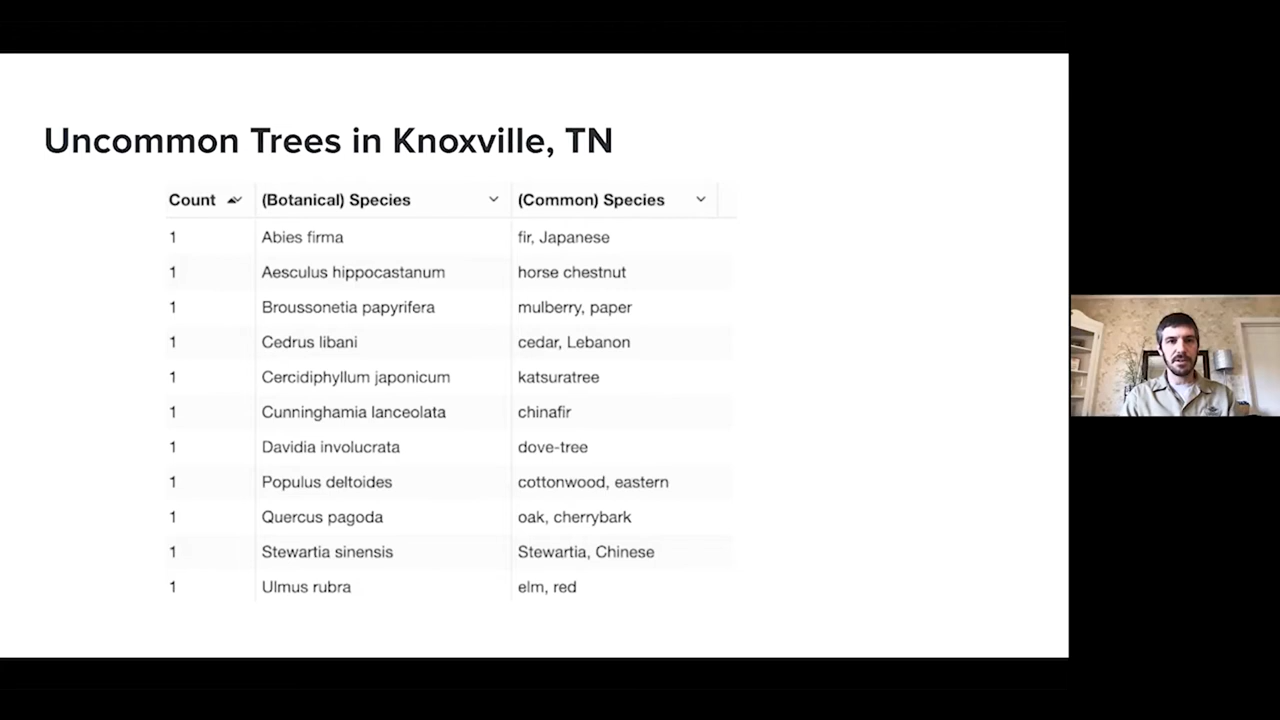 Uncommon Trees in Knoxville, TN
Count (Botanical) Species (Common) Species
1 Abies firma fir, Japanese
1 Aesculus hippocastanum horse chestnut
1 Broussonetia papyrifera mulberry, paper
1 Cedrus libani cedar, Lebanon
1 Cercidiphyllum japonicum katsuratree
1 Cunninghamia lanceolata chinafir
1 Davidia involucrata dove-tree
1 Populus deltoides cottonwood, eastern
1 Quercus pagoda oak, cherrybark
1 Stewartia sinensis Stewartia, Chinese
1 Ulmus rubra elm, red